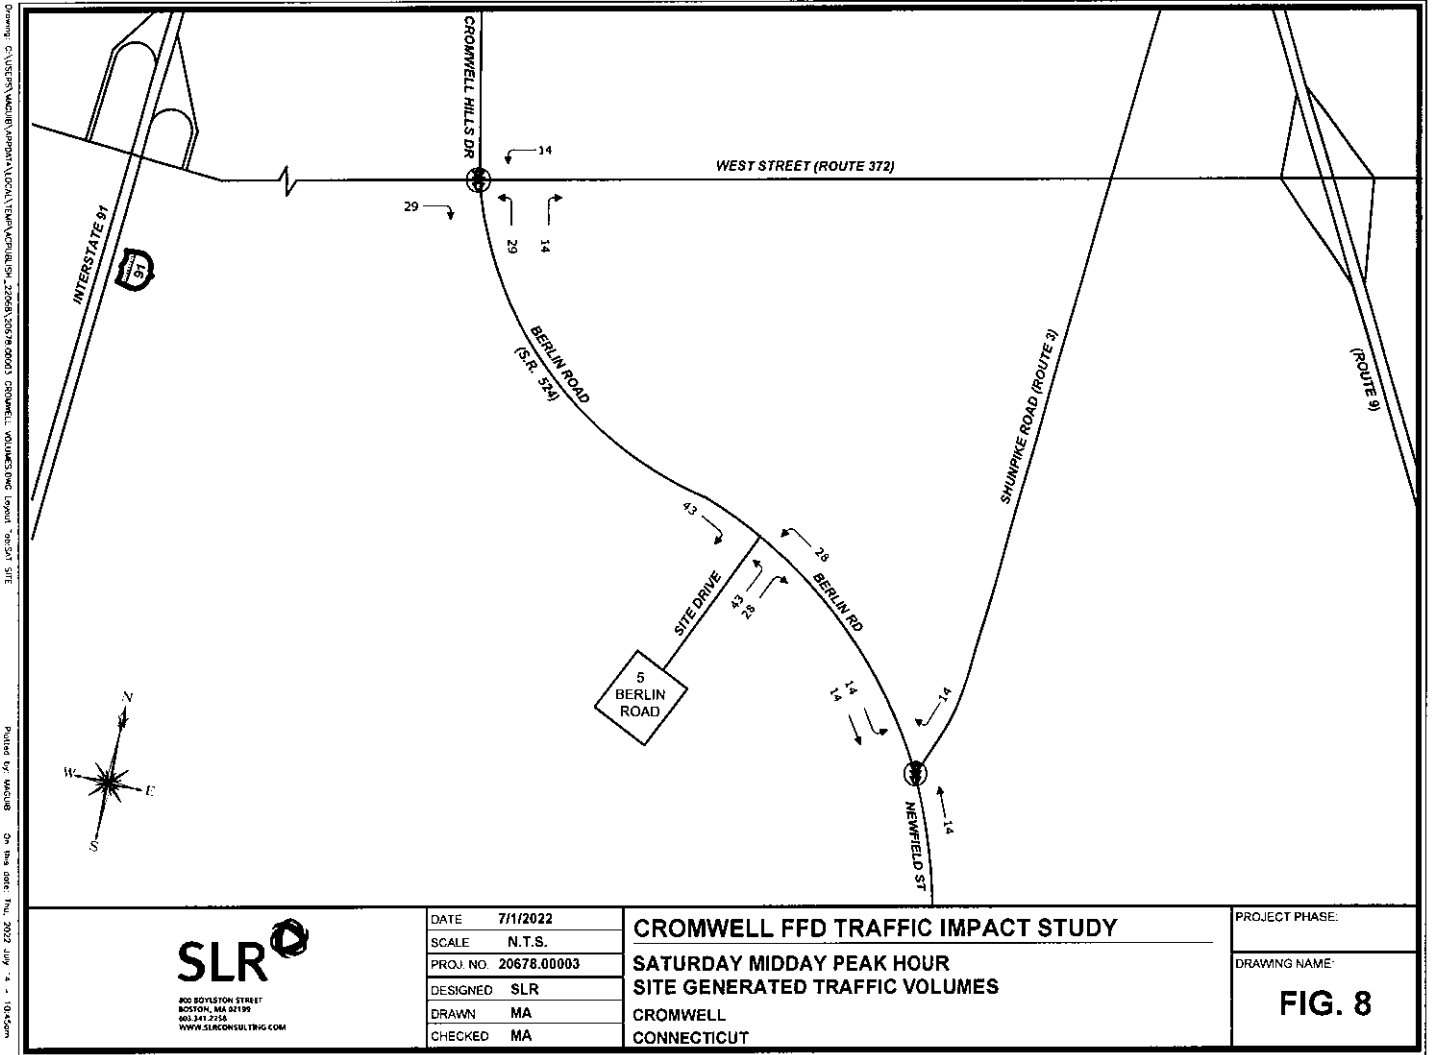 CROMWELL HILLS DR
14
WEST STREET (ROUTE 372)
29
29
14
INTERSTATE 91
91
BERLIN ROAD
(S.R. 524)
SHUNPIKE ROAD (ROUTE 3)
(ROUTE 9)
43
28
SITE DRIVE
43
28
BERLIN RD
5
BERLIN
ROAD
14
14
14
14
NEWFIELD ST
N
W
E
S
SLR
800 BOYLSTON STREET
BOSTON, MA 02199
603.341.2258
WWW.SLRCONSULTING.COM
DATE 7/1/2022
SCALE N.T.S.
PROJ. NO. 20678.00003
DESIGNED SLR
DRAWN MA
CHECKED MA
CROMWELL FFD TRAFFIC IMPACT STUDY
SATURDAY MIDDAY PEAK HOUR
SITE GENERATED TRAFFIC VOLUMES
CROMWELL
CONNECTICUT
PROJECT PHASE:
DRAWING NAME:
FIG. 8